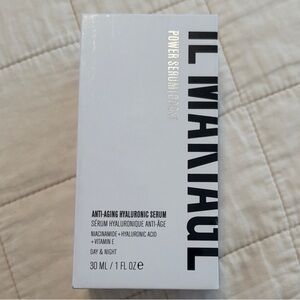 IL MAKIAGE
POWER SERUM
ANTI-AGING HYALURONIC SERUM
SÉRUM HYALURONIQUE ANTI-ÂGE
NIACINAMIDE + HYALURONIC ACID
+ VITAMIN E
DAY & NIGHT
30 ML / 1 FL OZ e